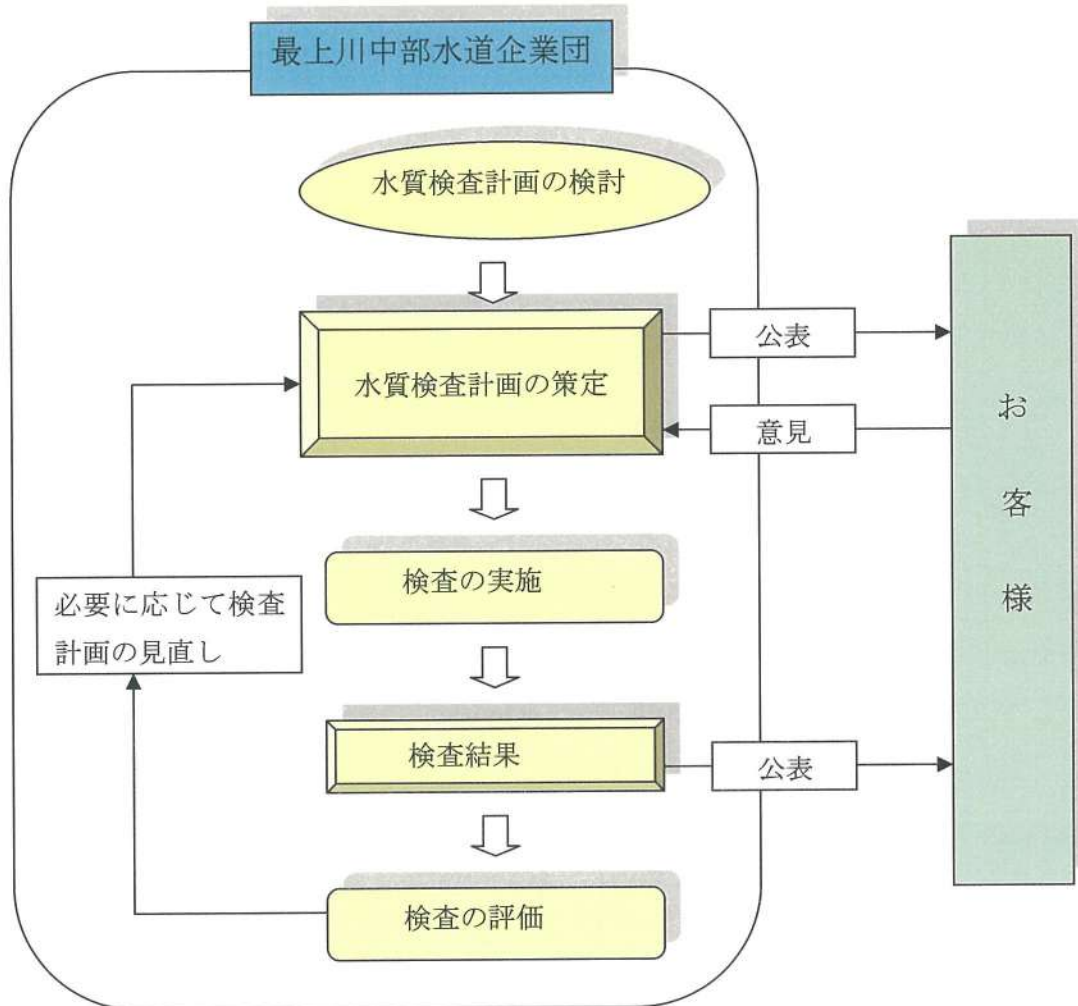 最上川中部水道企業団
水質検査計画の検討
公表
水質検査計画の策定
意見
お客様
検査の実施
必要に応じて検査
計画の見直し
検査結果
公表
検査の評価